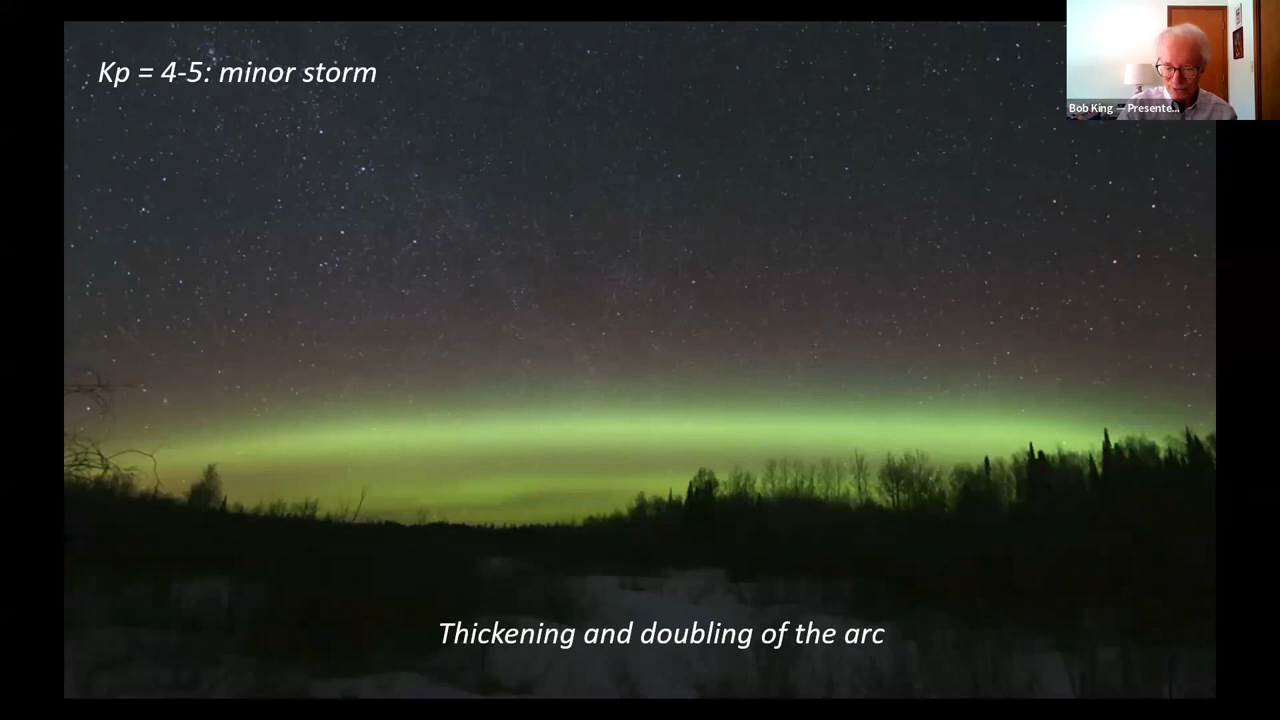 Kp = 4-5: minor storm
Bob King — Presente...
Thickening and doubling of the arc